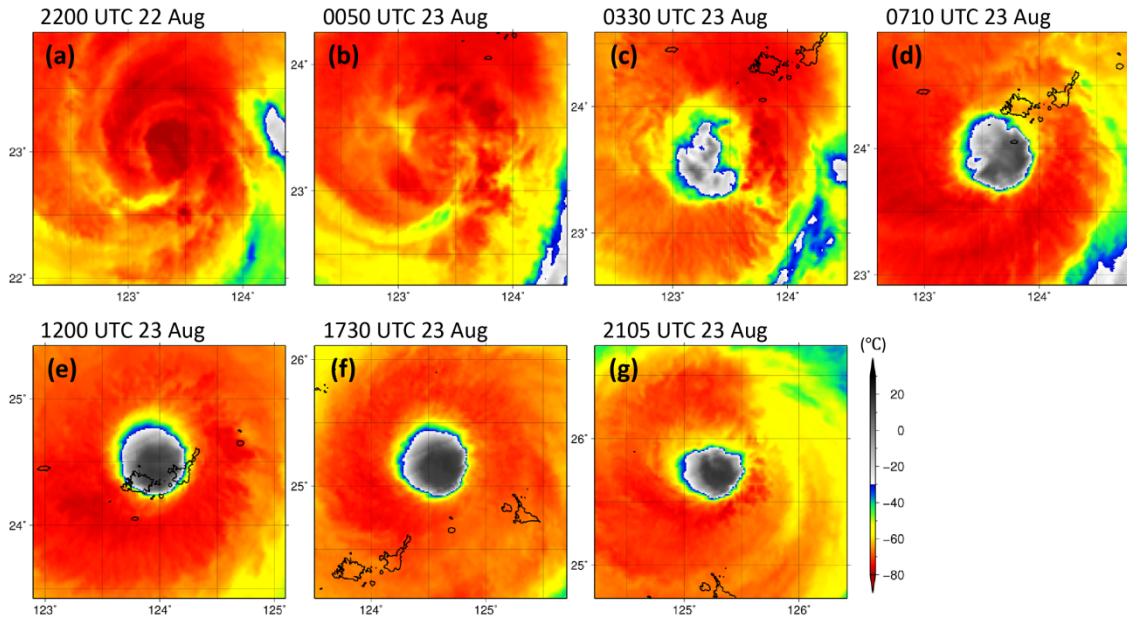 2200 UTC 22 Aug
0050 UTC 23 Aug
0330 UTC 23 Aug
0710 UTC 23 Aug
(a)
(b)
(c)
(d)
23˚
22˚
24˚
23˚
24˚
23˚
24˚
23˚
123˚ 124˚
123˚ 124˚
123˚ 124˚
123˚ 124˚
1200 UTC 23 Aug
1730 UTC 23 Aug
2105 UTC 23 Aug
(°C)
(e)
(f)
(g)
25˚
24˚
26˚
25˚
26˚
25˚
20
0
−20
−40
−60
−80
123˚ 124˚ 125˚
124˚ 125˚
125˚ 126˚